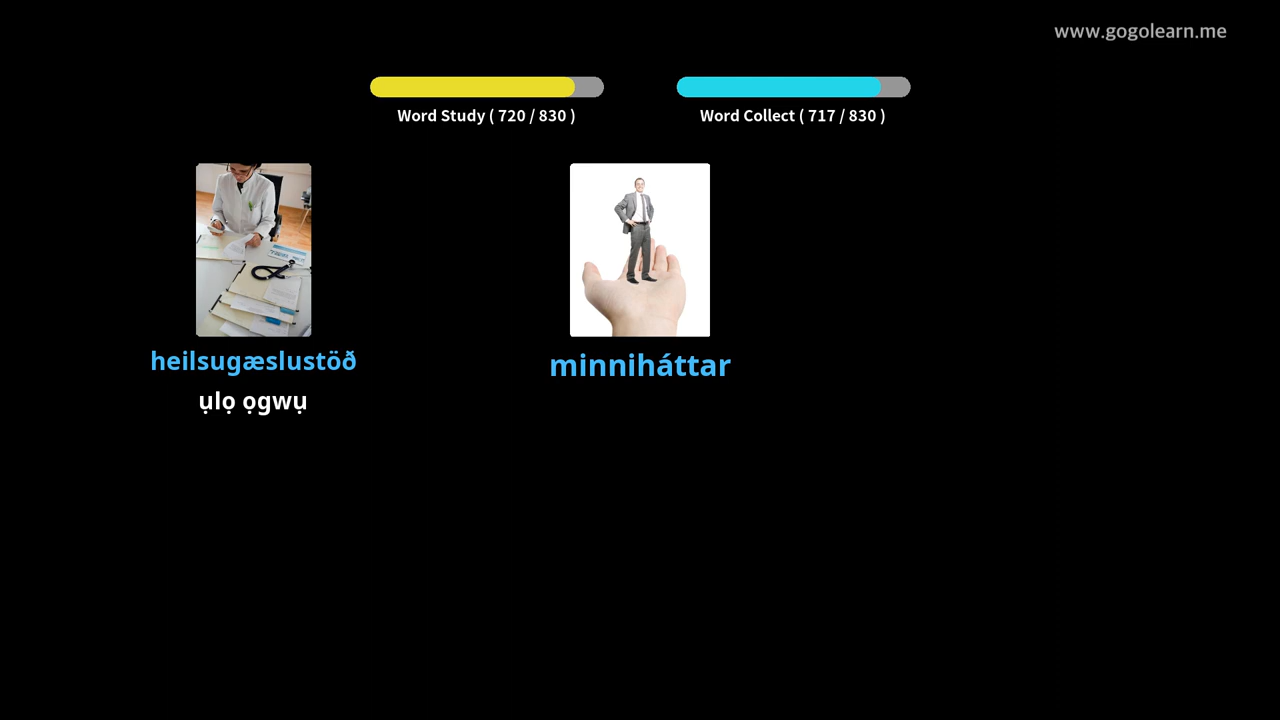 www.gogolearn.me
Word Study ( 720 / 830 )
Word Collect ( 717 / 830 )
heilsugæslustöð
ụlọ ọgwụ
minniháttar